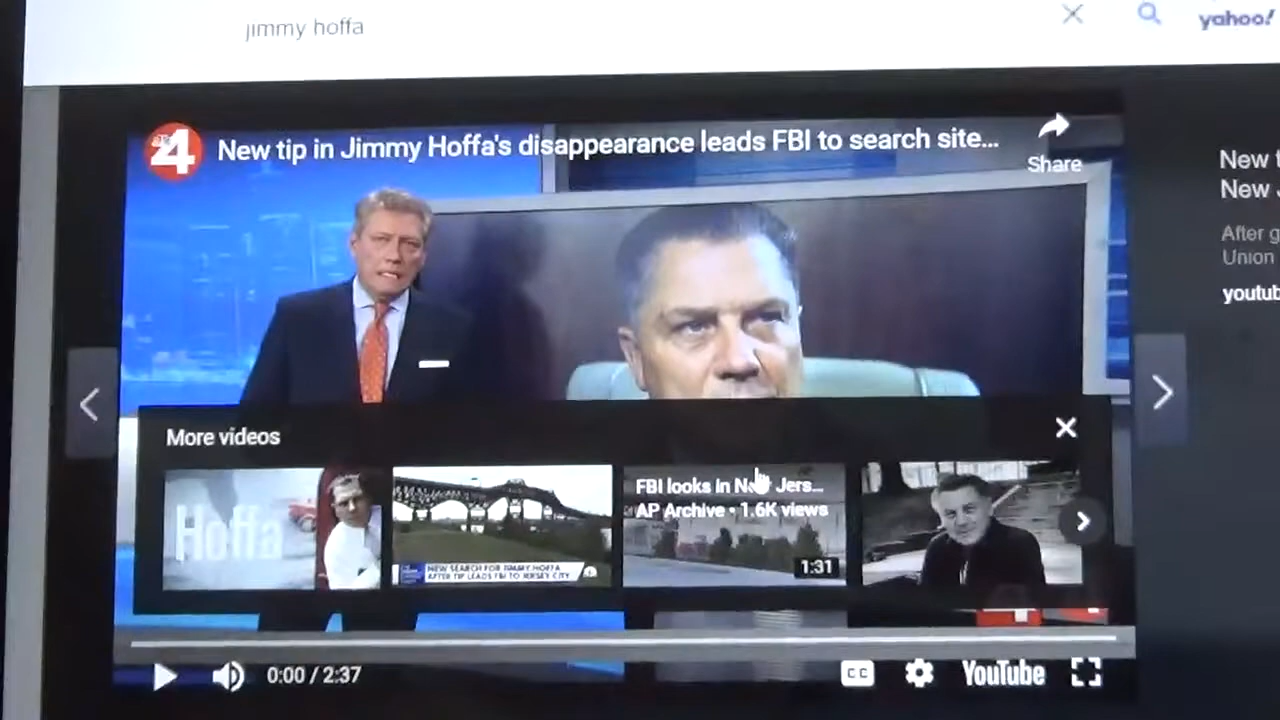 jimmy hoffa
yahoo!
4
New tip in Jimmy Hoffa's disappearance leads FBI to search site...
Share
New t
New
After g
Union
youtub
More videos
Hoffa
NEW SEARCH FOR JIMMY HOFFA
AFTER TIP LEADS FBI TO JERSEY CITY
FBI looks in New Jers...
AP Archive • 1.6K views
1:31
0:00 / 2:37
CC
YouTube